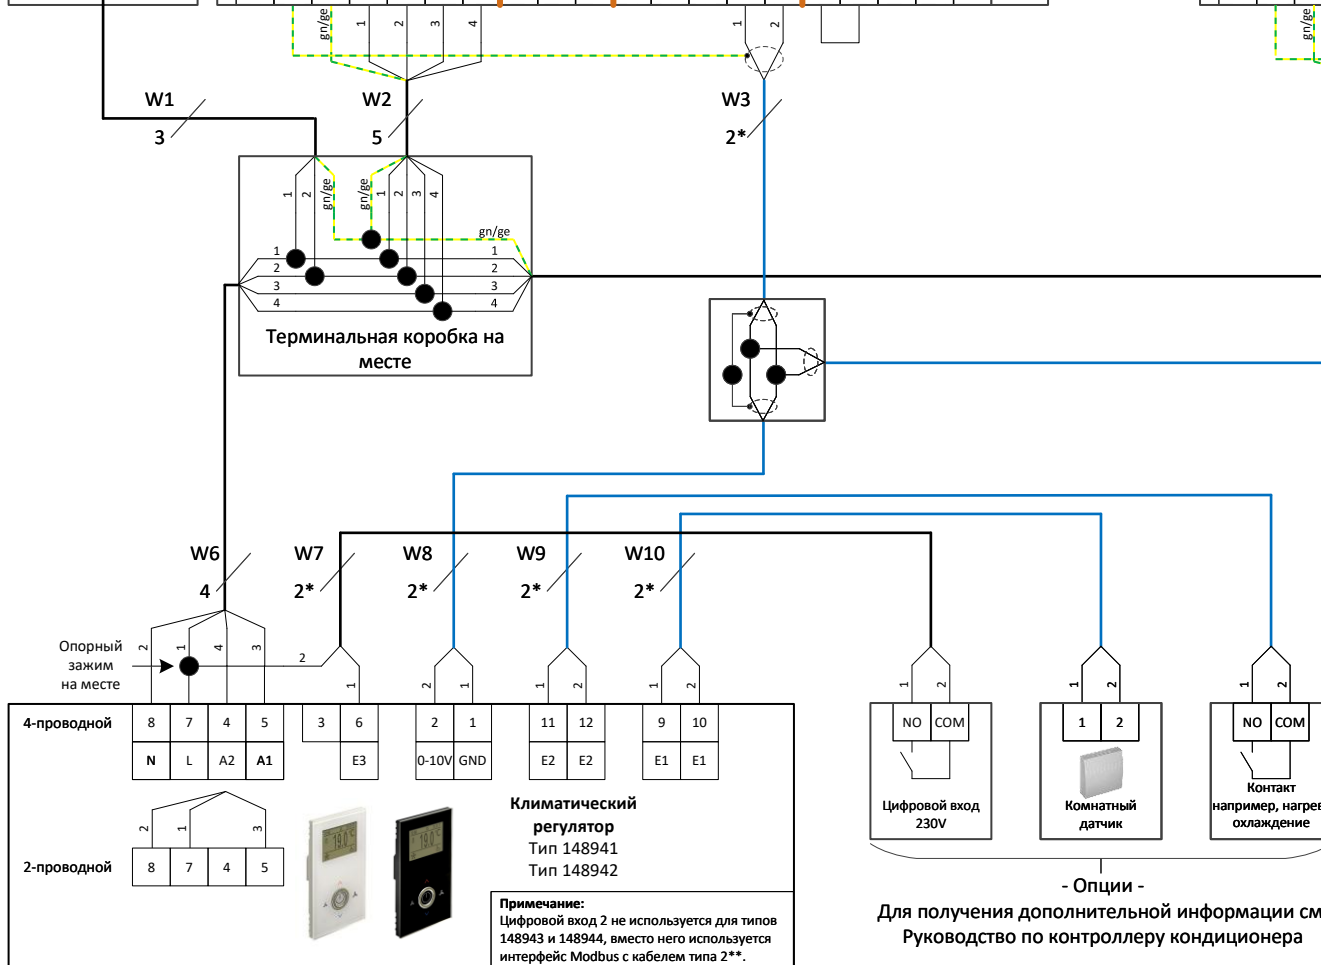 gn/ge
1
2
3
4
1
2
gn/ge
W1
3
W2
5
W3
2*
1
2
gn/ge
gn/ge
1
2
3
4
gn/ge
1
2
3
4
1
2
3
4
Терминальная коробка на
месте
W6
4
W7
2*
W8
2*
W9
2*
W10
2*
Опорный
зажим
на месте
2
1
4
3
2
1
2
1
1
2
1
2
1
2
1
2
1
2
4-проводной
8
7
4
5
3
6
2
1
11
12
9
10
N
L
A2
A1
E3
0-10V
GND
E2
E2
E1
E1
NO
COM
1
2
NO
COM
Цифровой вход
230V
Комнатный
датчик
Контакт
например, нагрев
охлаждение
2
1
3
2-проводной
8
7
4
5
Климатический
регулятор
Тип 148941
Тип 148942
Примечание:
Цифровой вход 2 не используется для типов
148943 и 148944, вместо него используется
интерфейс Modbus с кабелем типа 2**.
- Опции -
Для получения дополнительной информации см
Руководство по контроллеру кондиционера